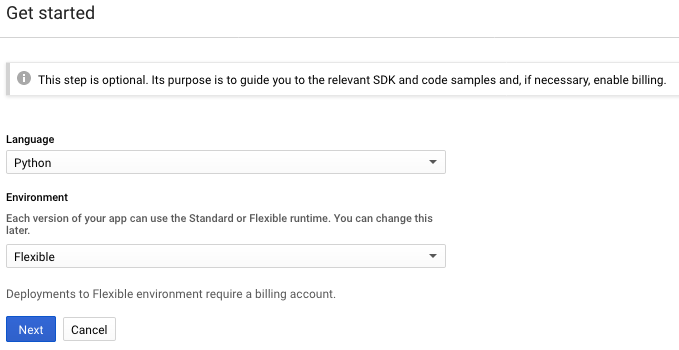 Get started
This step is optional. Its purpose is to guide you to the relevant SDK and code samples and, if necessary, enable billing.
Language
Python
Environment
Each version of your app can use the Standard or Flexible runtime. You can change this
later.
Flexible
Deployments to Flexible environment require a billing account.
Next Cancel